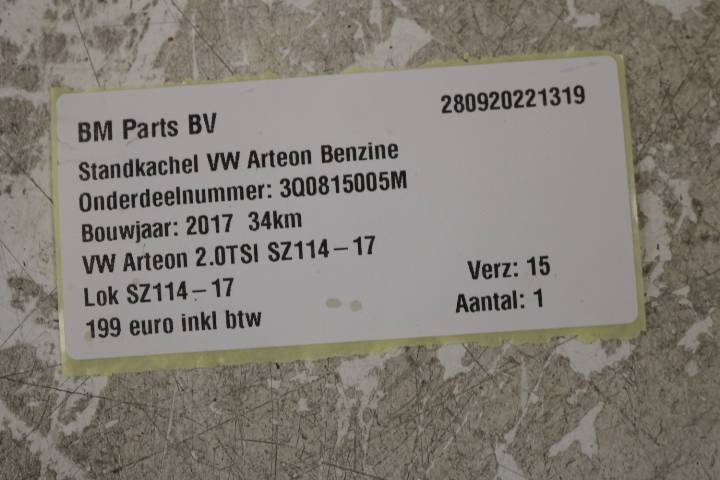 BM Parts BV 280920221319
Standkachel VW Arteon Benzine
Onderdeelnummer: 3Q0815005M
Bouwjaar: 2017 34km
VW Arteon 2.0TSI SZ114-17
Lok SZ114-17 Verz: 15
199 euro inkl btw Aantal: 1